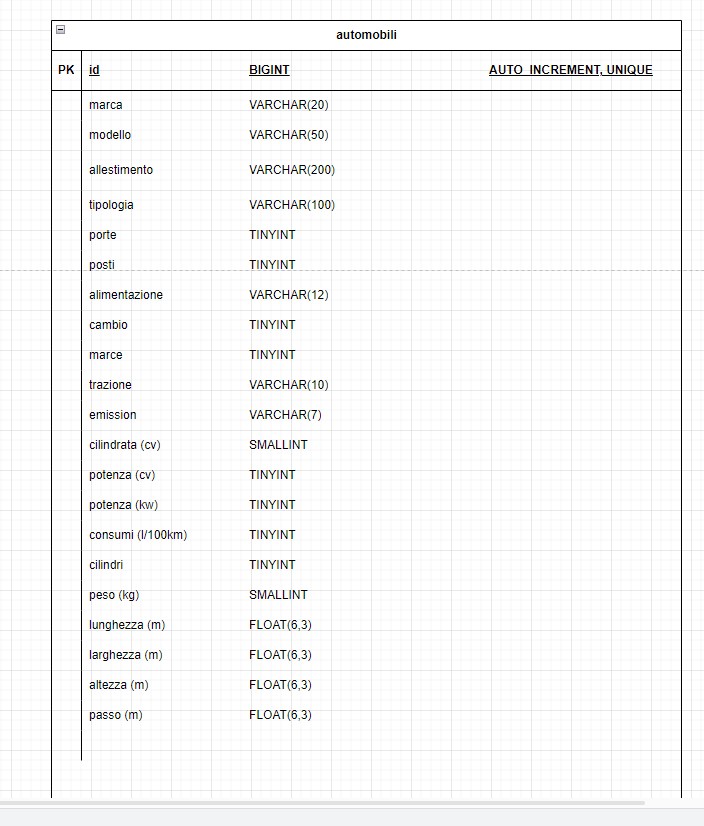 automobili
PK id BIGINT AUTO_INCREMENT, UNIQUE
marca VARCHAR(20)
modello VARCHAR(50)
allestimento VARCHAR(200)
tipologia VARCHAR(100)
porte TINYINT
posti TINYINT
alimentazione VARCHAR(12)
cambio TINYINT
marce TINYINT
trazione VARCHAR(10)
emission VARCHAR(7)
cilindrata (cv) SMALLINT
potenza (cv) TINYINT
potenza (kw) TINYINT
consumi (l/100km) TINYINT
cilindri TINYINT
peso (kg) SMALLINT
lunghezza (m) FLOAT(6,3)
larghezza (m) FLOAT(6,3)
altezza (m) FLOAT(6,3)
passo (m) FLOAT(6,3)